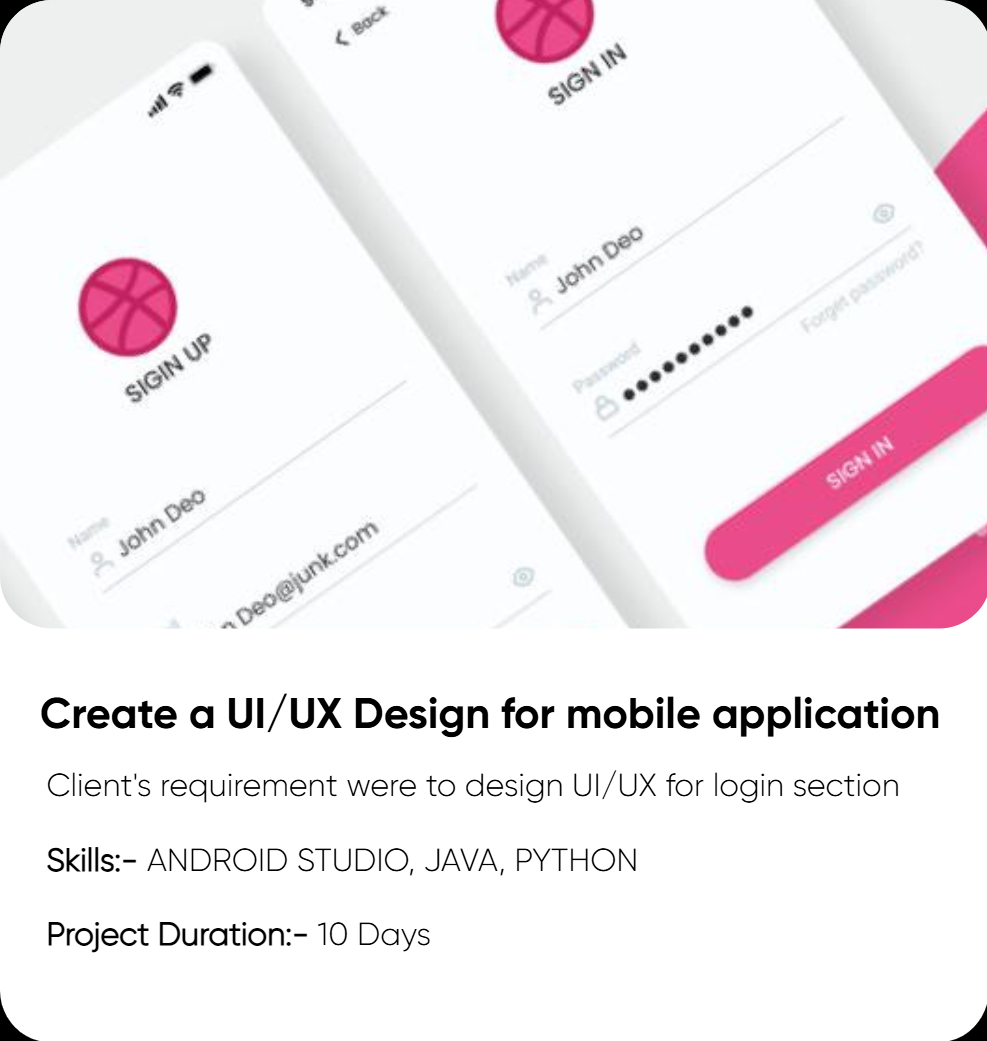 Back
SIGN IN
Name
John Deo
Password
Forget password?
SIGN IN
SIGIN UP
Name
John Deo
n Deo@junk.com
Create a UI/UX Design for mobile application
Client's requirement were to design UI/UX for login section
Skills:- ANDROID STUDIO, JAVA, PYTHON
Project Duration:- 10 Days